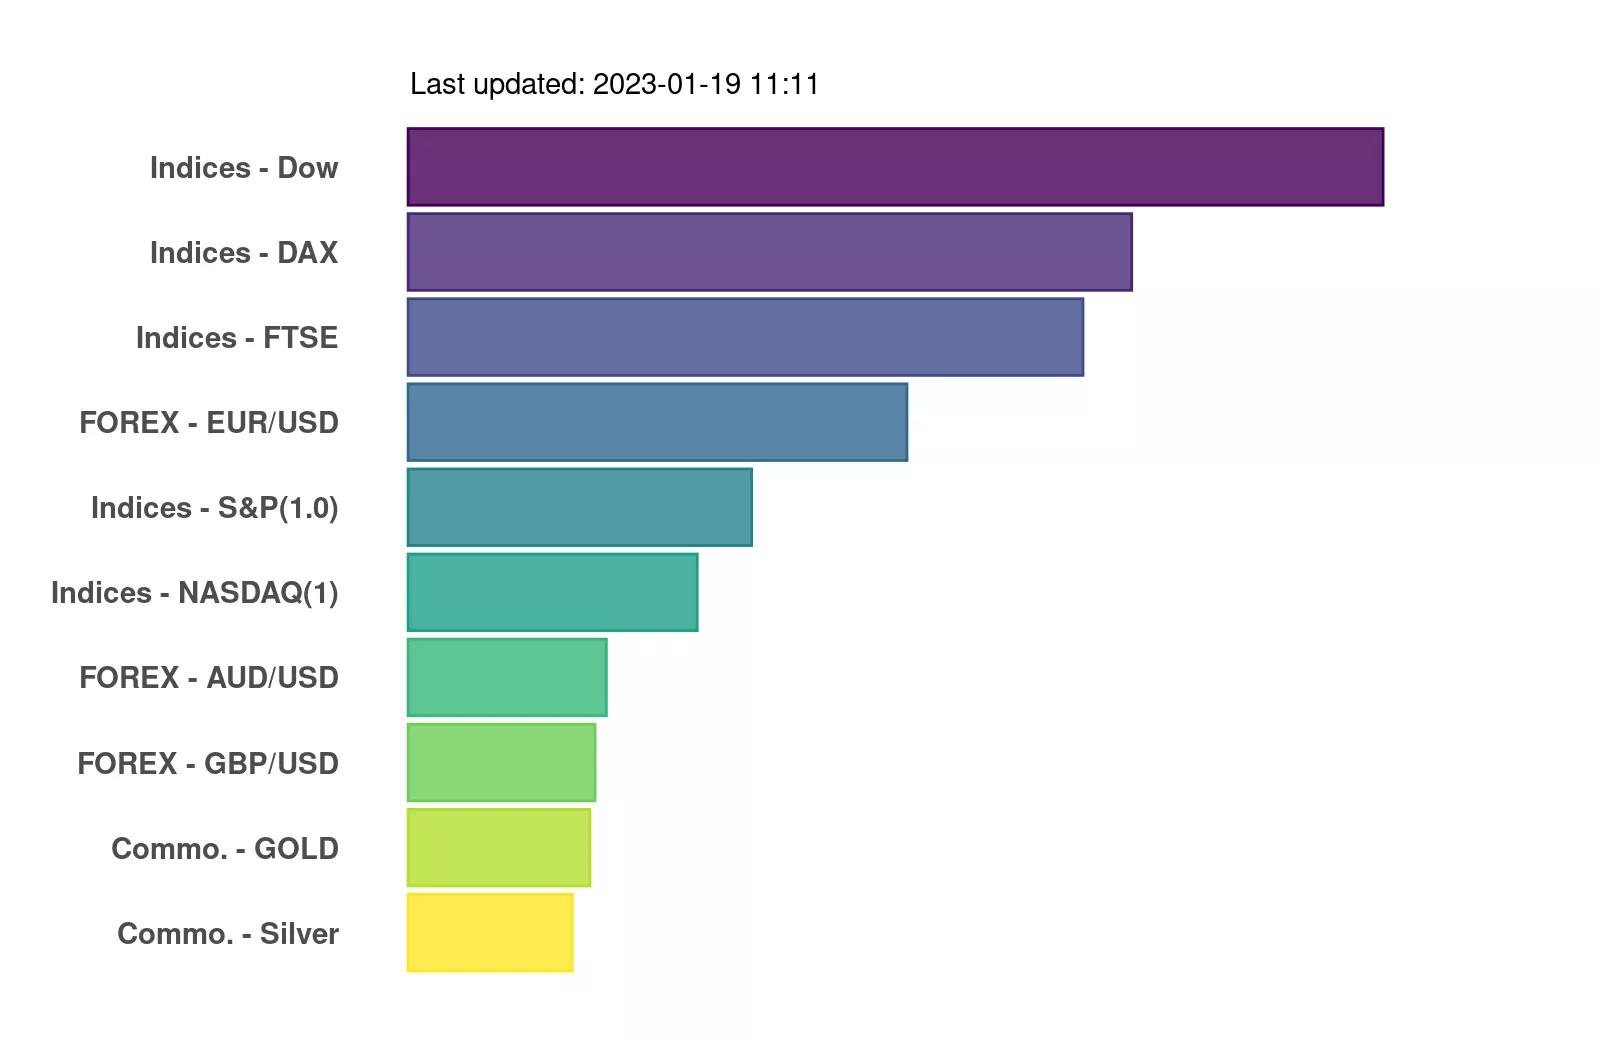 Last updated: 2023-01-19 11:11
Indices - Dow
Indices - DAX
Indices - FTSE
FOREX - EUR/USD
Indices - S&P(1.0)
Indices - NASDAQ(1)
FOREX - AUD/USD
FOREX - GBP/USD
Commo. - GOLD
Commo. - Silver